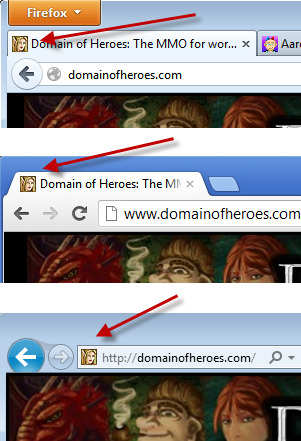 Firefox
Domain of Heroes: The MMO for wor... × Aar
domainofheroes.com
Domain of Heroes: The M ×
www.domainofheroes.com
http://domainofheroes.com/